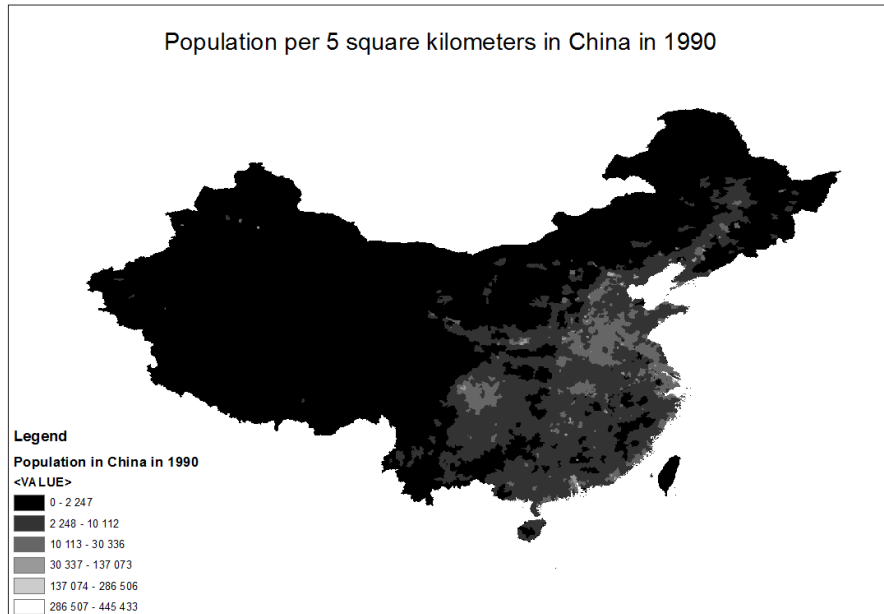 Population per 5 square kilometers in China in 1990
Legend
Population in China in 1990
<VALUE>
0 - 2 247
2 248 - 10 112
10 113 - 30 336
30 337 - 137 073
137 074 - 286 506
286 507 - 445 433